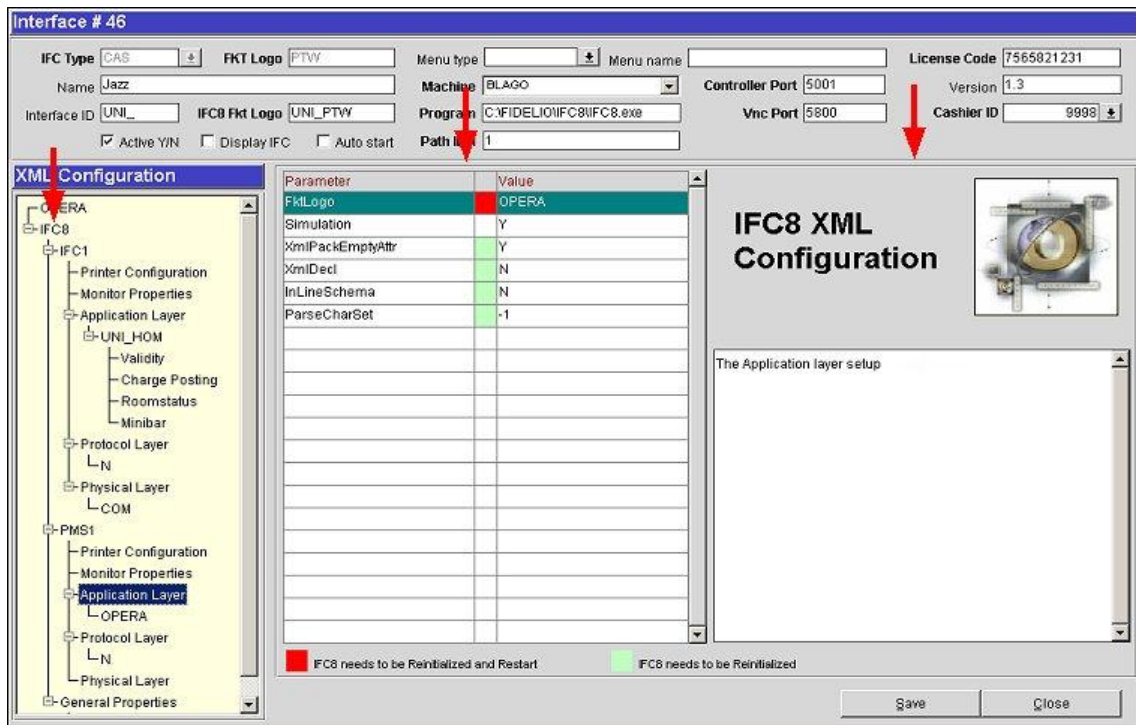 Interface # 46
IFC Type CAS FKT Logo PTW Menu type Menu name License Code 7565821231
Name Jazz Machine BLAGO Controller Port 5001 Version 1.3
Interface ID UNI_ IFC8 Fkt Logo UNI_PTW Program C:\FIDELIO\IFC8\IFC8.exe Vnc Port 5800 Cashier ID 9998
Active Y/N Display IFC Auto start Path 1
XML Configuration
OPERA
IFC8
IFC1
Printer Configuration
Monitor Properties
Application Layer
UNI_HOM
Validity
Charge Posting
Roomstatus
Minibar
Protocol Layer
N
Physical Layer
COM
PMS1
Printer Configuration
Monitor Properties
Application Layer
OPERA
Protocol Layer
N
Physical Layer
General Properties
Parameter Value
FktLogo OPERA
Simulation Y
XmlPackEmptyAttr Y
XmlDecl N
InLineSchema N
ParseCharSet -1
IFC8 needs to be Reinitialized and Restart IFC8 needs to be Reinitialized
IFC8 XML
Configuration
The Application layer setup
Save Close